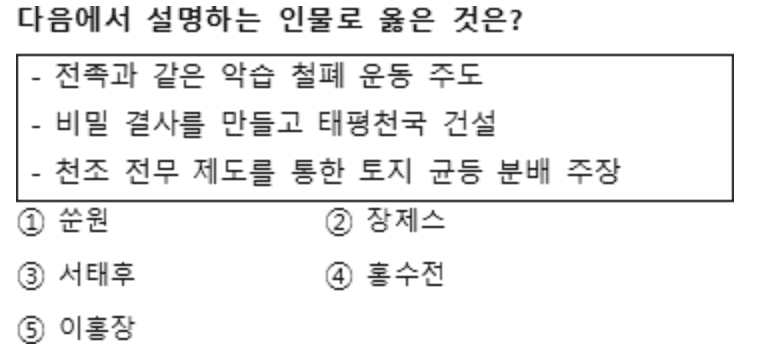 다음에서 설명하는 인물로 옳은 것은?
- 전족과 같은 악습 철폐 운동 주도
- 비밀 결사를 만들고 태평천국 건설
- 천조 전무 제도를 통한 토지 균등 분배 주장
① 쑨원 ② 장제스
③ 서태후 ④ 홍수전
⑤ 이홍장